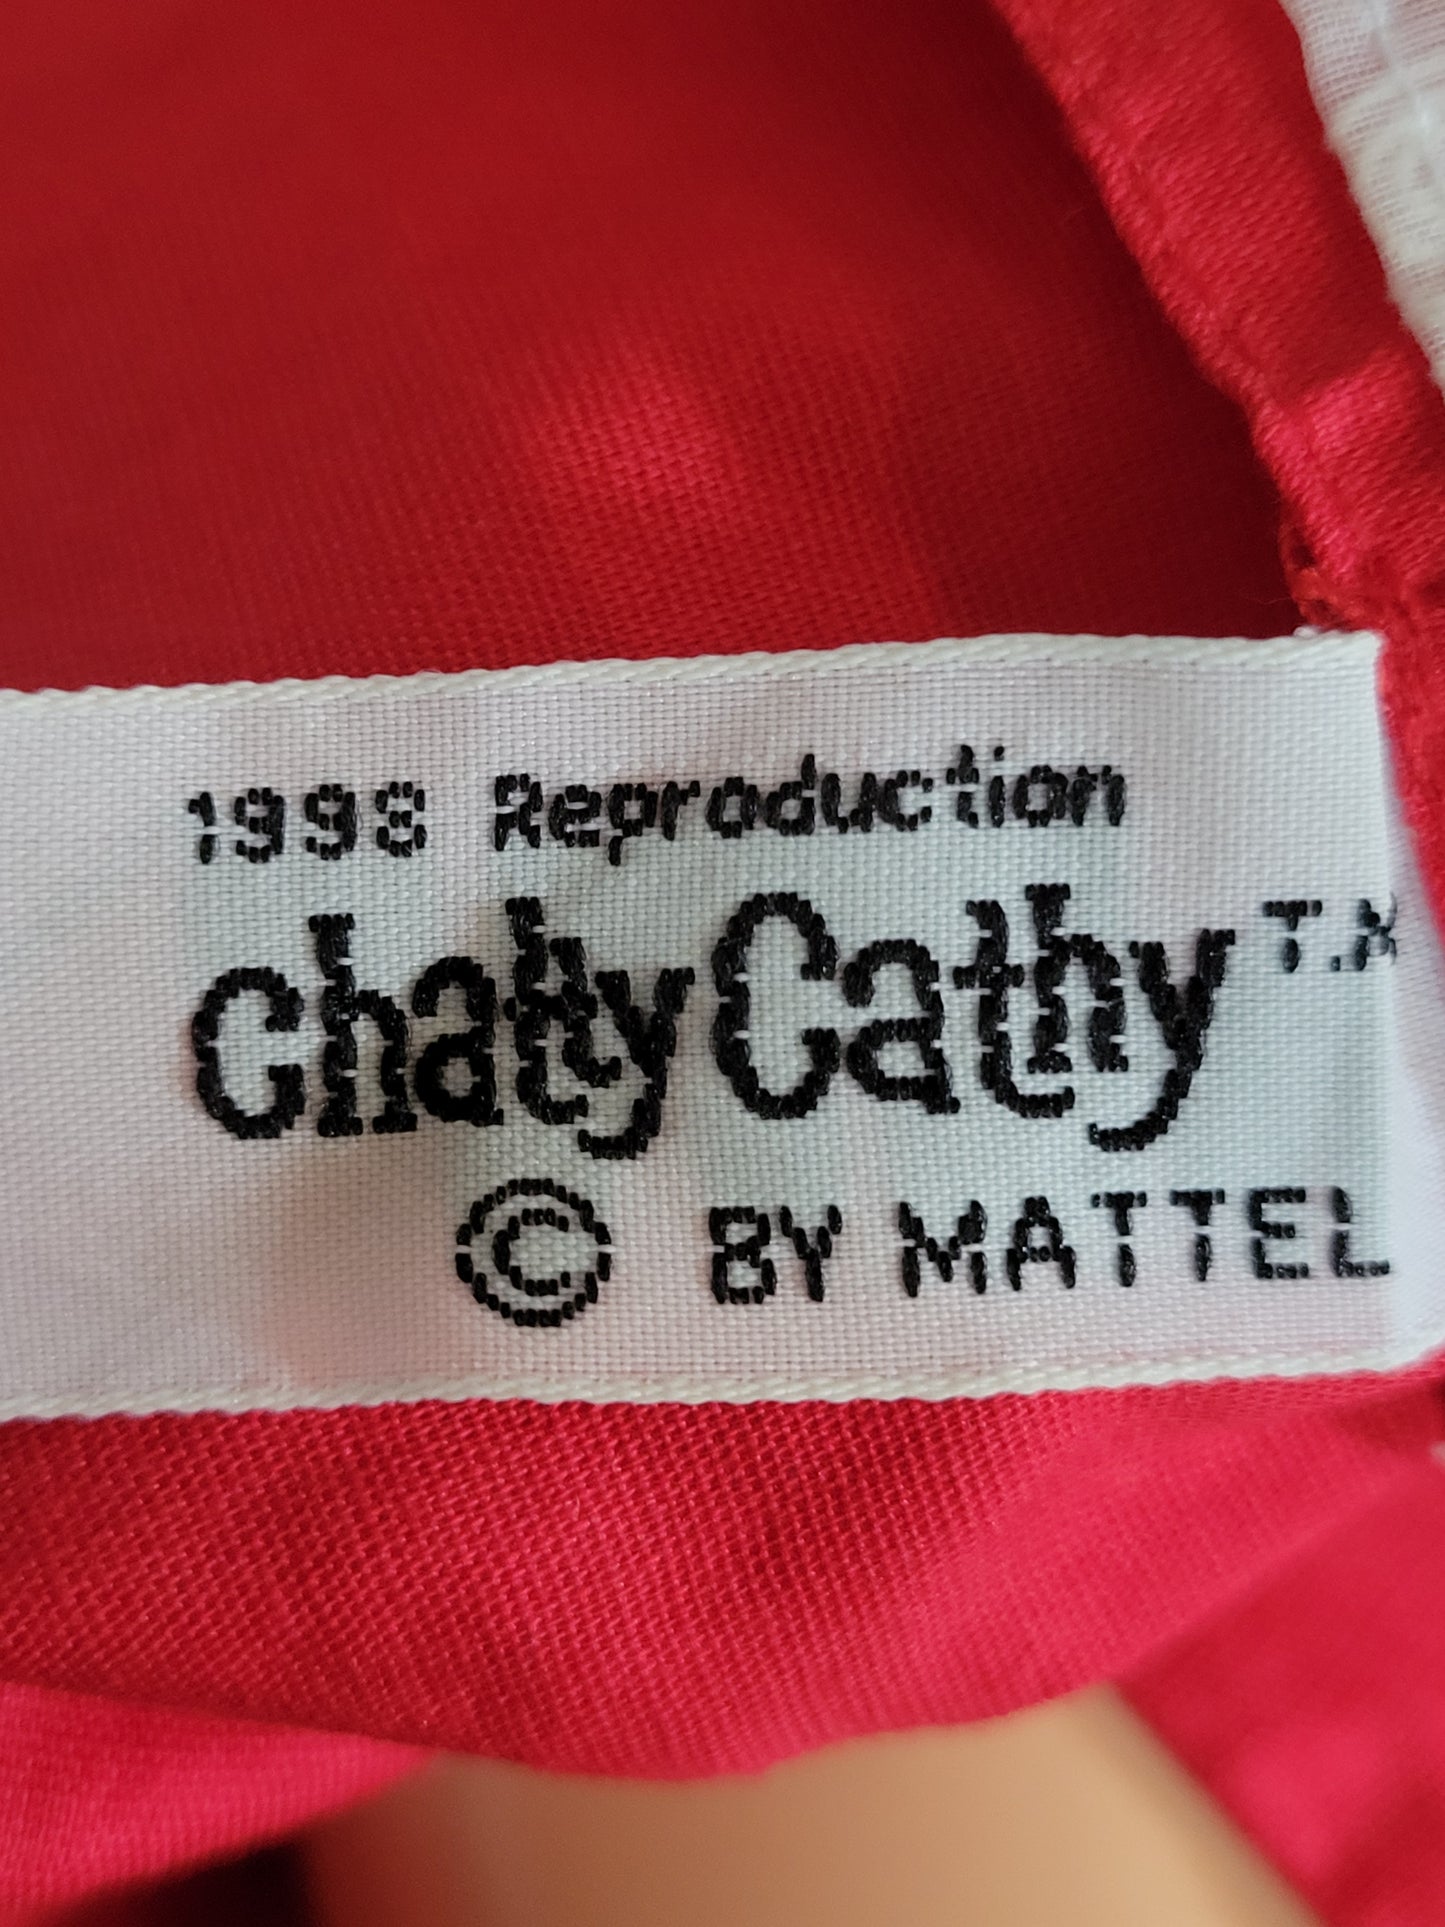 1998 Reproduction
Chatty Cathy T.M
© BY MATTEL